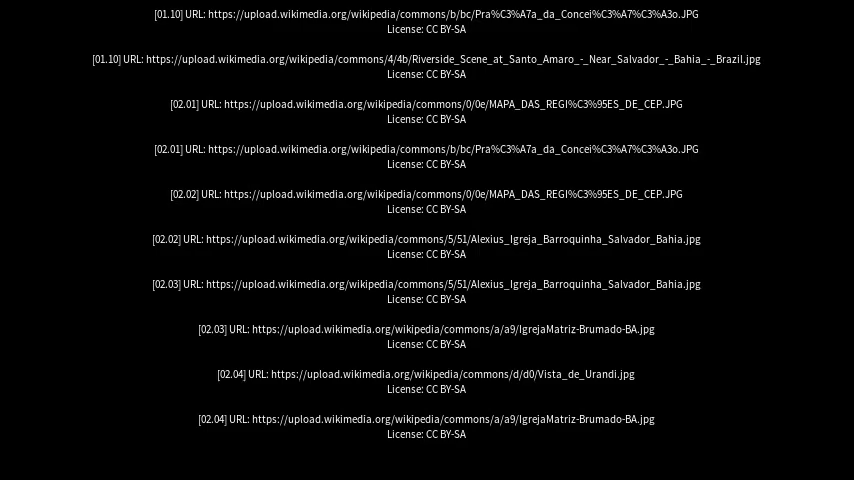 [01.10] URL: https://upload.wikimedia.org/wikipedia/commons/b/bc/Pra%C3%A7a_da_Concei%C3%A7%C3%A3o.JPG
License: CC BY-SA
[01.10] URL: https://upload.wikimedia.org/wikipedia/commons/4/4b/Riverside_Scene_at_Santo_Amaro_-_Near_Salvador_-_Bahia_-_Brazil.jpg
License: CC BY-SA
[02.01] URL: https://upload.wikimedia.org/wikipedia/commons/0/0e/MAPA_DAS_REGI%C3%95ES_DE_CEP.JPG
License: CC BY-SA
[02.01] URL: https://upload.wikimedia.org/wikipedia/commons/b/bc/Pra%C3%A7a_da_Concei%C3%A7%C3%A3o.JPG
License: CC BY-SA
[02.02] URL: https://upload.wikimedia.org/wikipedia/commons/0/0e/MAPA_DAS_REGI%C3%95ES_DE_CEP.JPG
License: CC BY-SA
[02.02] URL: https://upload.wikimedia.org/wikipedia/commons/5/51/Alexius_Igreja_Barroquinha_Salvador_Bahia.jpg
License: CC BY-SA
[02.03] URL: https://upload.wikimedia.org/wikipedia/commons/5/51/Alexius_Igreja_Barroquinha_Salvador_Bahia.jpg
License: CC BY-SA
[02.03] URL: https://upload.wikimedia.org/wikipedia/commons/a/a9/IgrejaMatriz-Brumado-BA.jpg
License: CC BY-SA
[02.04] URL: https://upload.wikimedia.org/wikipedia/commons/d/d0/Vista_de_Urandi.jpg
License: CC BY-SA
[02.04] URL: https://upload.wikimedia.org/wikipedia/commons/a/a9/IgrejaMatriz-Brumado-BA.jpg
License: CC BY-SA